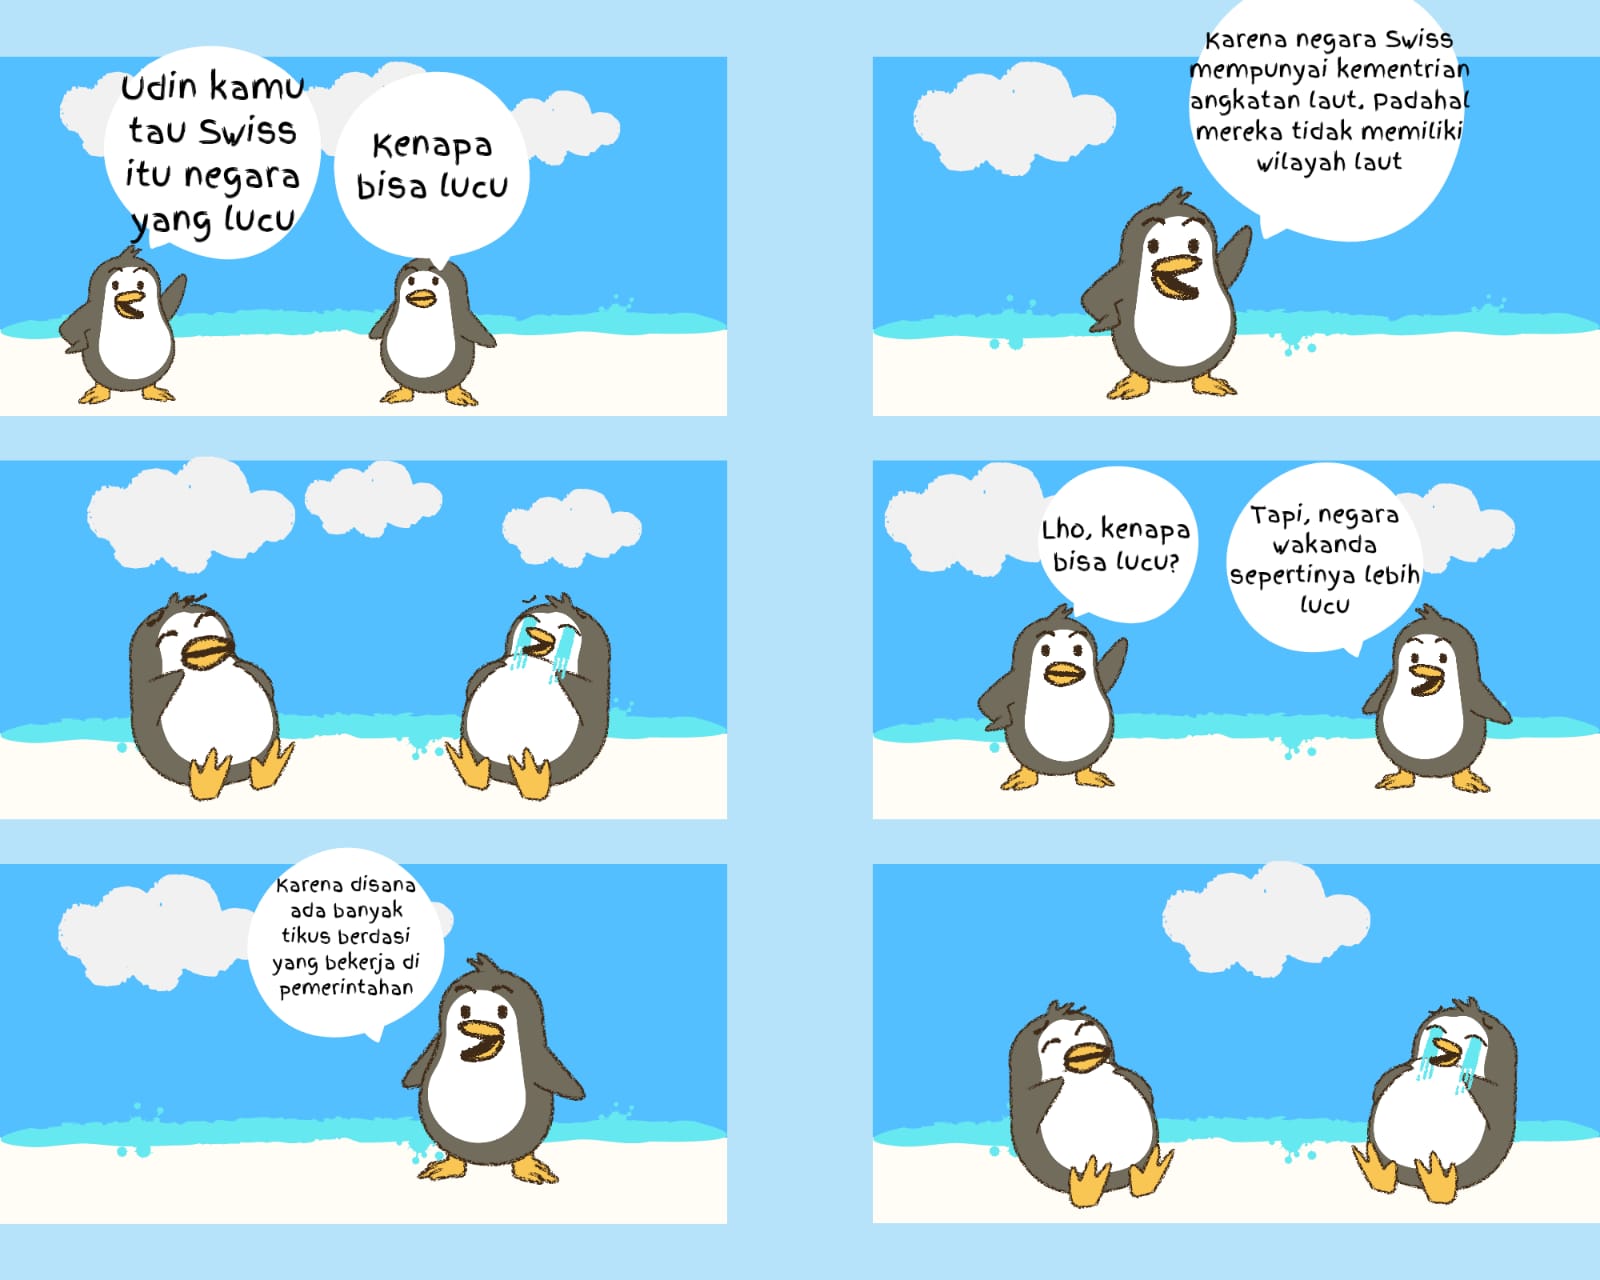 Udin kamu
tau Swiss
itu negara
yang lucu
Kenapa
bisa lucu
Karena negara Swiss
mempunyai kementrian
angkatan laut. Padahal
mereka tidak memiliki
wilayah laut
Lho, kenapa
bisa lucu?
Tapi, negara
wakanda
sepertinya lebih
lucu
Karena disana
ada banyak
tikus berdasi
yang bekerja di
pemerintahan